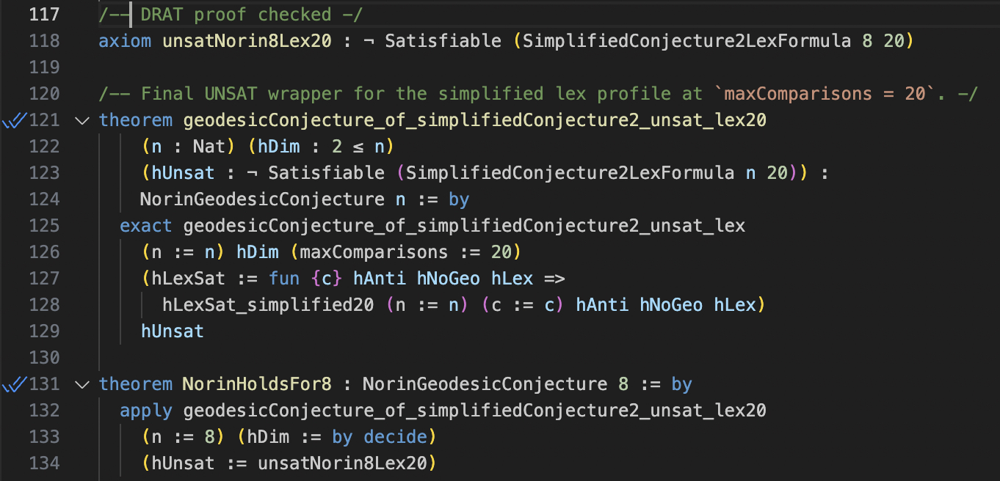 117 /-- DRAT proof checked -/
118 axiom unsatNorin8Lex20 : ¬ Satisfiable (SimplifiedConjecture2LexFormula 8 20)
119
120 /-- Final UNSAT wrapper for the simplified lex profile at `maxComparisons = 20`. -/
121 theorem geodesicConjecture_of_simplifiedConjecture2_unsat_lex20
122 (n : Nat) (hDim : 2 ≤ n)
123 (hUnsat : ¬ Satisfiable (SimplifiedConjecture2LexFormula n 20)) :
124 NorinGeodesicConjecture n := by
125 exact geodesicConjecture_of_simplifiedConjecture2_unsat_lex
126 (n := n) hDim (maxComparisons := 20)
127 (hLexSat := fun {c} hAnti hNoGeo hLex =>
128 hLexSat_simplified20 (n := n) (c := c) hAnti hNoGeo hLex)
129 hUnsat
130
131 theorem NorinHoldsFor8 : NorinGeodesicConjecture 8 := by
132 apply geodesicConjecture_of_simplifiedConjecture2_unsat_lex20
133 (n := 8) (hDim := by decide)
134 (hUnsat := unsatNorin8Lex20)